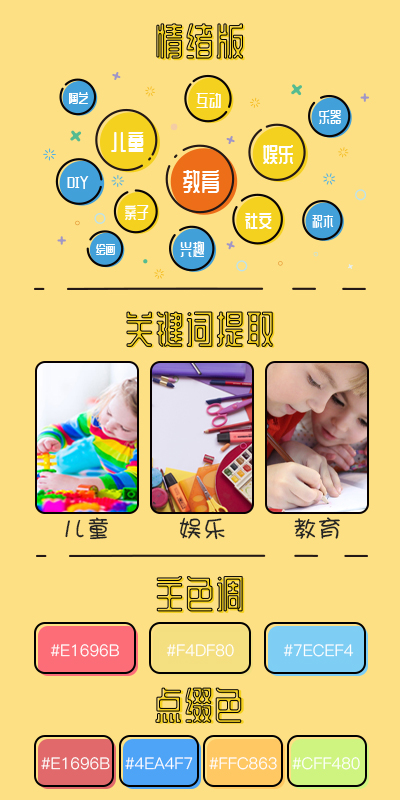 情绪版
陶艺
互动
乐器
儿童
娱乐
DIY
教育
亲子
社交
积木
绘画
兴趣
关键词提取
儿童
娱乐
教育
主色调
#E1696B
#F4DF80
#7ECEF4
点缀色
#E1696B
#4EA4F7
#FFC863
#CFF480